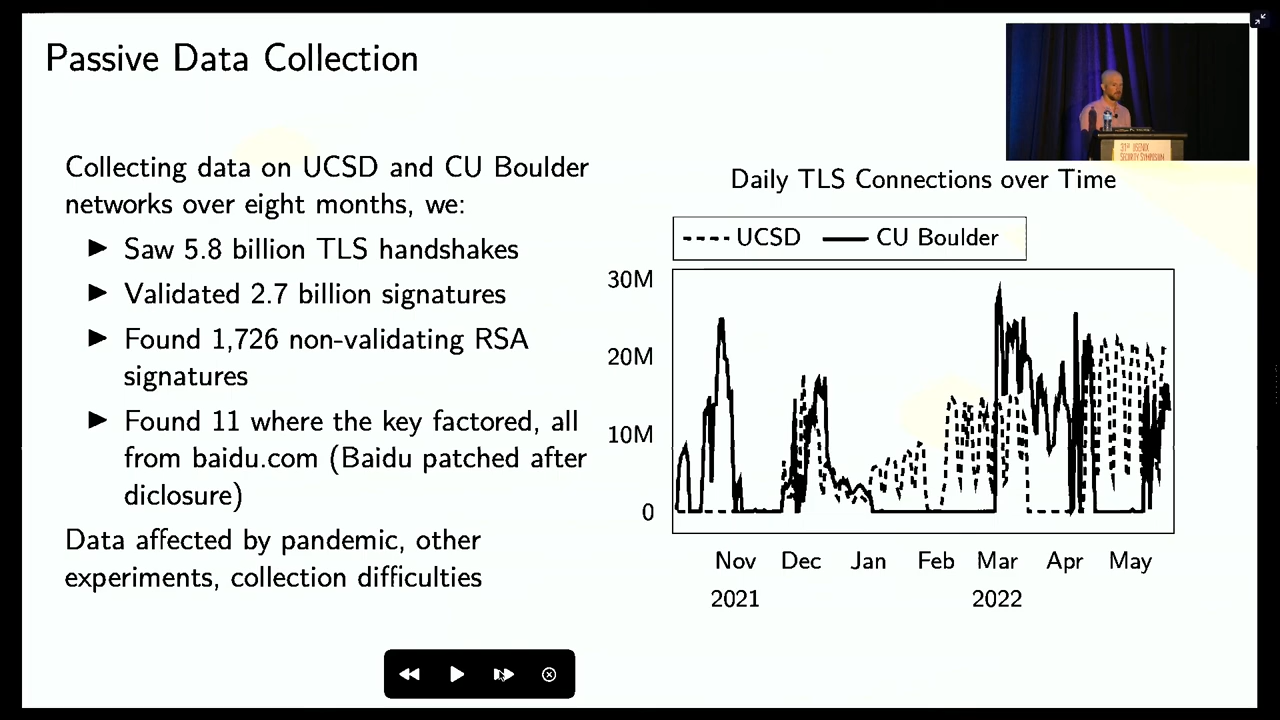 Passive Data Collection
31ST USENIX
SECURITY SYMPOSIUM
Collecting data on UCSD and CU Boulder
networks over eight months, we:
▶ Saw 5.8 billion TLS handshakes
▶ Validated 2.7 billion signatures
▶ Found 1,726 non-validating RSA
signatures
▶ Found 11 where the key factored, all
from baidu.com (Baidu patched after
diclosure)
Data affected by pandemic, other
experiments, collection difficulties
Daily TLS Connections over Time
UCSD CU Boulder
30M
20M
10M
0
Nov Dec Jan Feb Mar Apr May
2021 2022